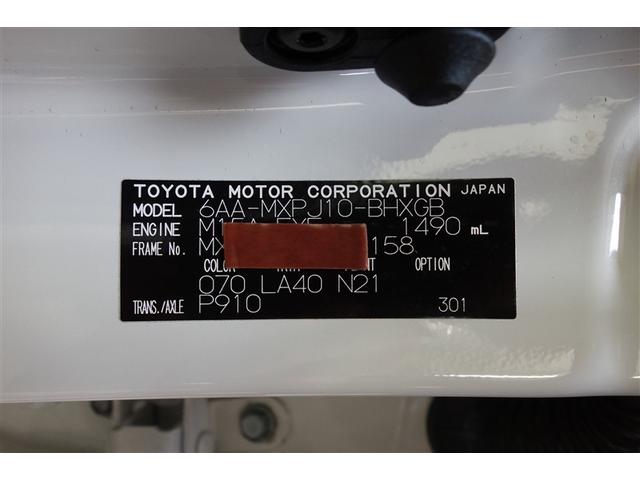 TOYOTA MOTOR CORPORATION JAPAN
MODEL 6AA-MXPJ10-BHXGB
ENGINE 1490 mL
FRAME No. MX 158
OPTION
070 LA40 N21
TRANS./AXLE P910 301